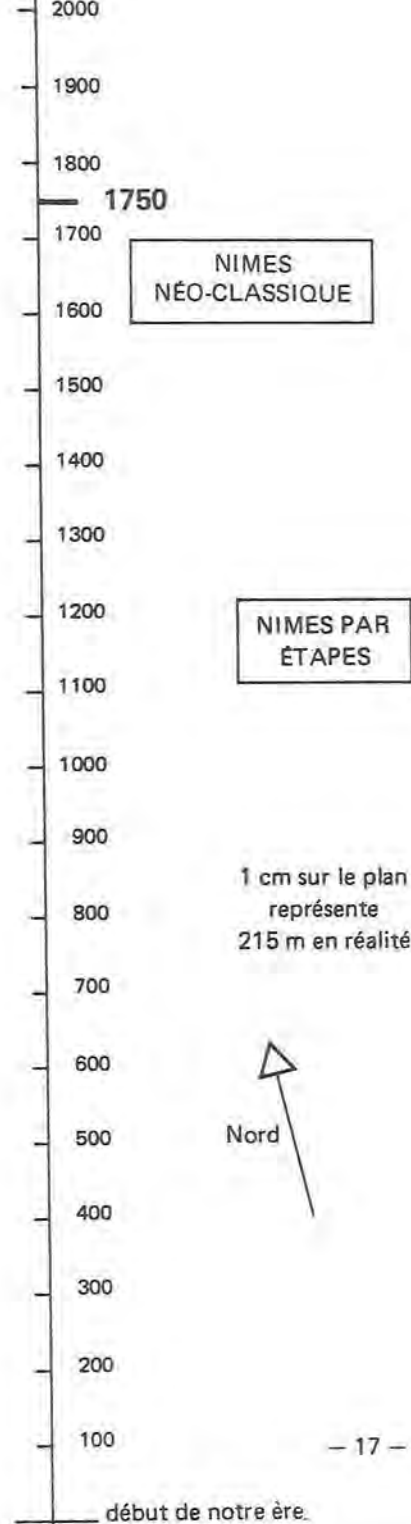 2000
1900
1800
1750
1700
NIMES
NÉO-CLASSIQUE
1600
1500
1400
1300
1200
NIMES PAR
ÉTAPES
1100
1000
900
1 cm sur le plan
représente
800
215 m en réalité
700
600
500
Nord
400
300
200
100
– 17 –
début de notre ère.